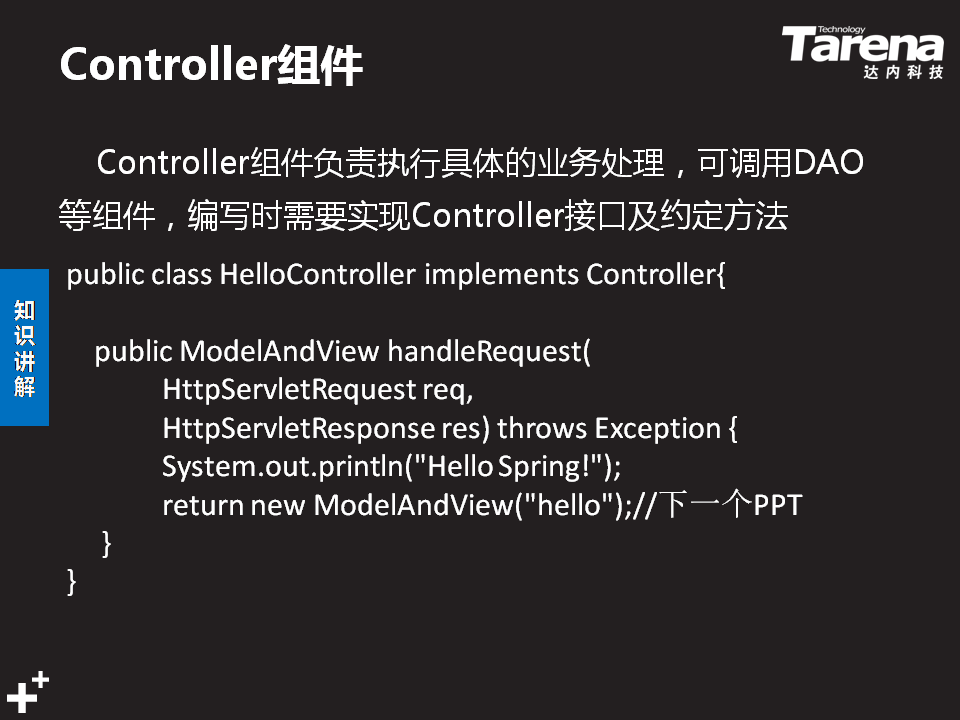 Controller组件
Technology
Tarena
达内科技
Controller组件负责执行具体的业务处理，可调用DAO
等组件，编写时需要实现Controller接口及约定方法
public class HelloController implements Controller{
知识讲解
public ModelAndView handleRequest(
HttpServletRequest req,
HttpServletResponse res) throws Exception {
System.out.println("Hello Spring!");
return new ModelAndView("hello");//下一个PPT
}
}